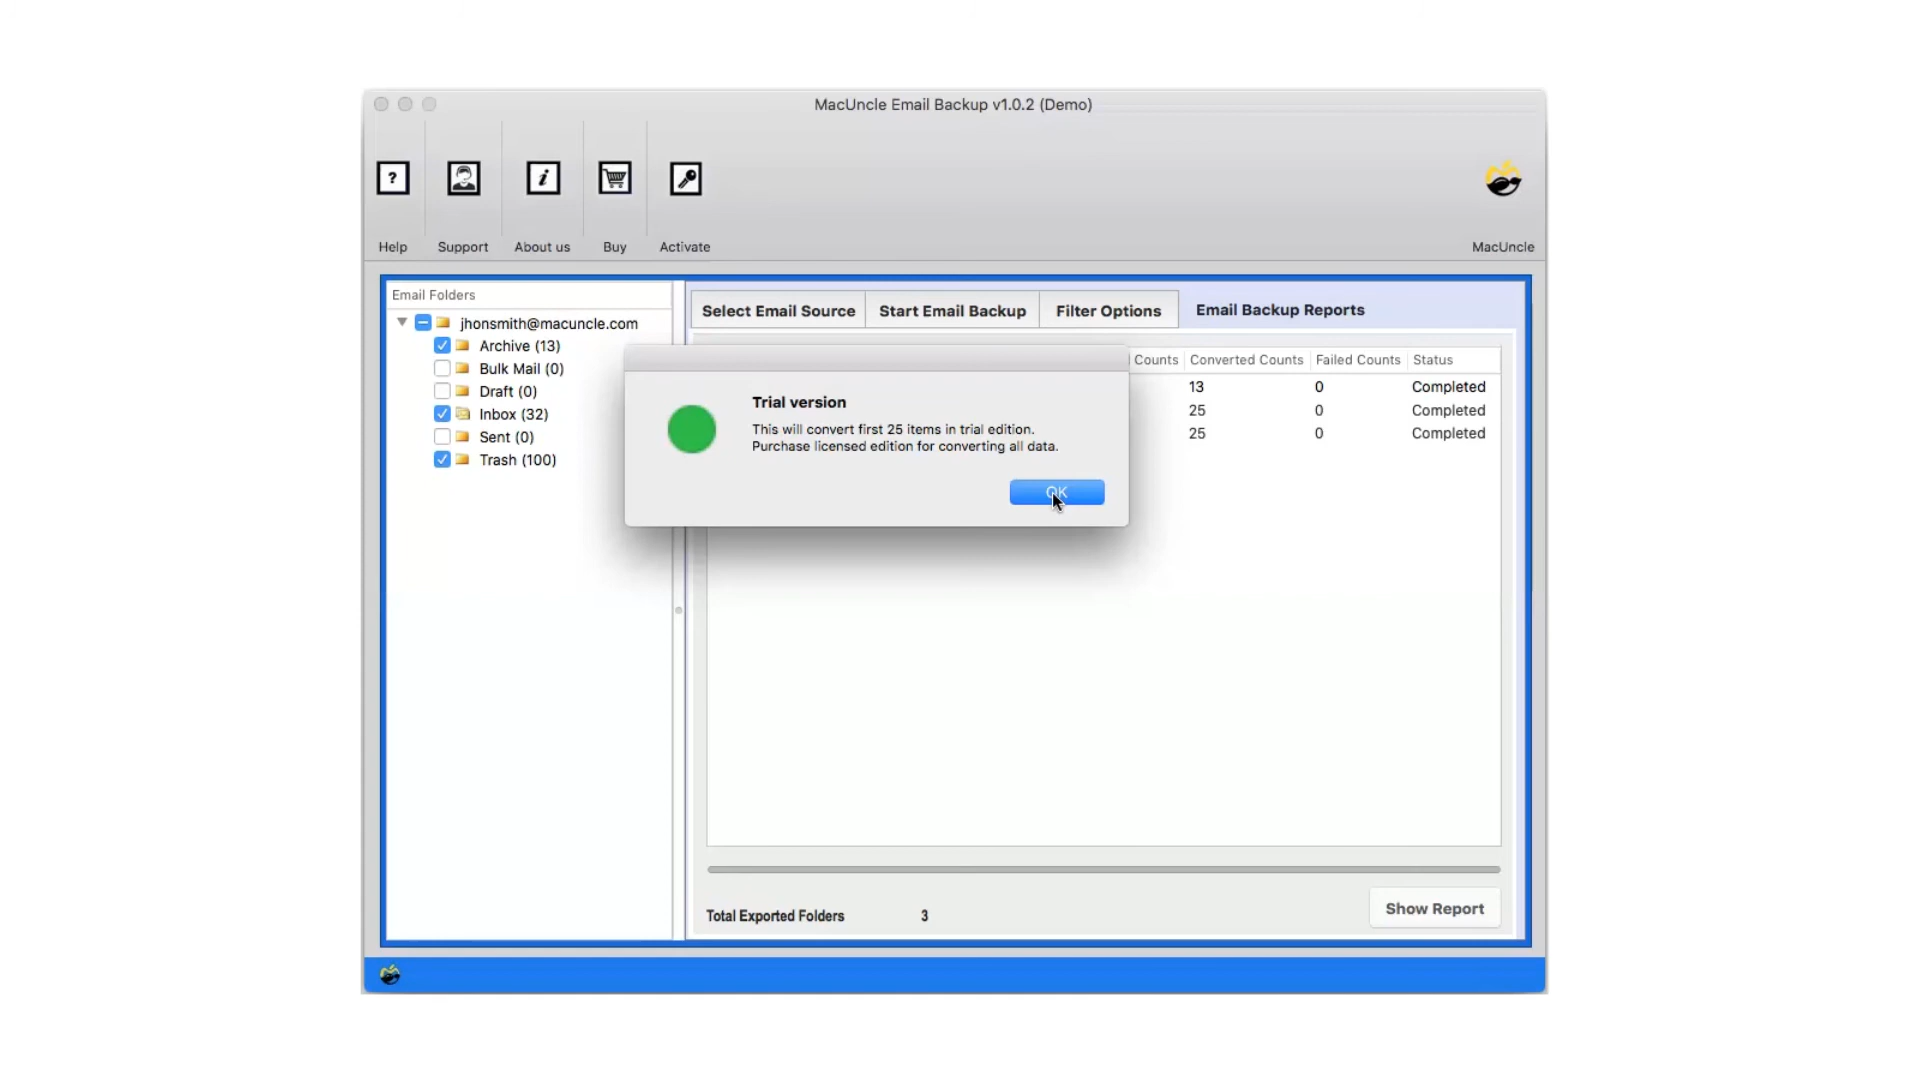 MacUncle Email Backup v1.0.2 (Demo)
?
i
Help
Support
About us
Buy
Activate
MacUncle
Email Folders
jhonsmith@macuncle.com
Archive (13)
Bulk Mail (0)
Draft (0)
Inbox (32)
Sent (0)
Trash (100)
Select Email Source
Start Email Backup
Filter Options
Email Backup Reports
Counts Converted Counts Failed Counts Status
13 0 Completed
25 0 Completed
25 0 Completed
Trial version
This will convert first 25 items in trial edition.
Purchase licensed edition for converting all data.
OK
Total Exported Folders 3
Show Report